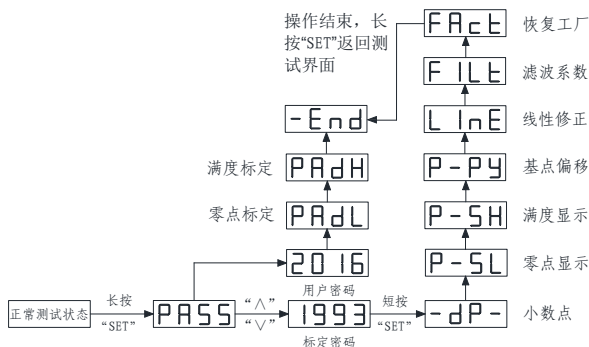 操作结束，长
按“SET”返回测
试界面
FAct
恢复工厂
FILt
滤波系数
-End
LInE
线性修正
满度标定
PAdH
P-PY
基点偏移
零点标定
PAdL
P-SH
满度显示
2016
用户密码
P-SL
零点显示
正常测试状态
长按
“SET”
PASS
“∧”
“∨”
1993
标定密码
短按
“SET”
-dP-
小数点